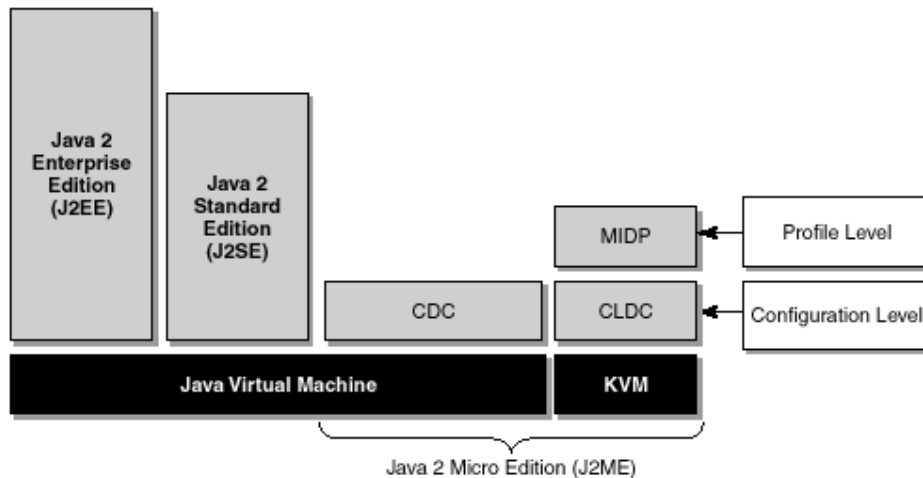 Java 2
Enterprise
Edition
(J2EE)
Java 2
Standard
Edition
(J2SE)
MIDP
Profile Level
CDC
CLDC
Configuration Level
Java Virtual Machine
KVM
Java 2 Micro Edition (J2ME)